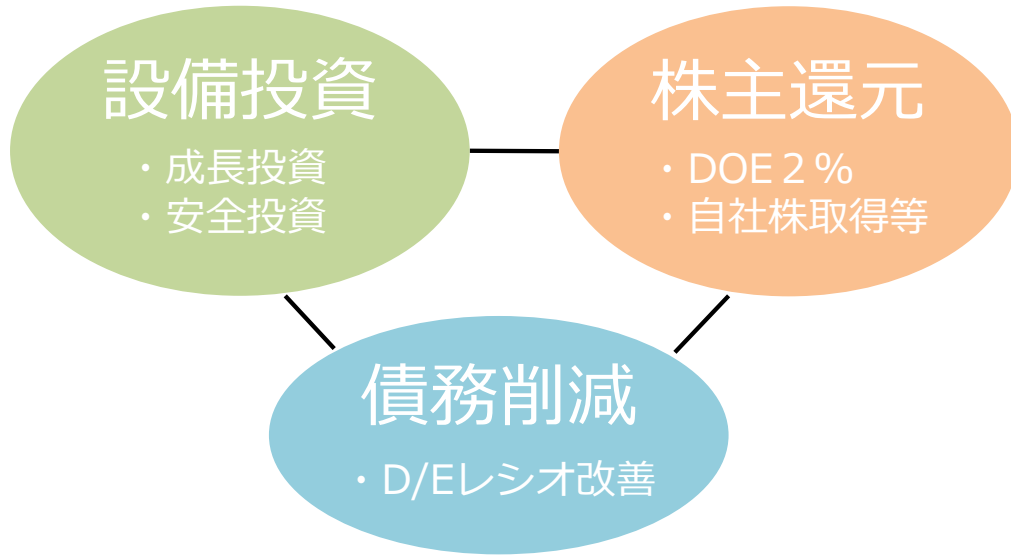 設備投資
・成長投資
・安全投資
株主還元
・DOE２％
・自社株取得等
債務削減
・D/Eレシオ改善